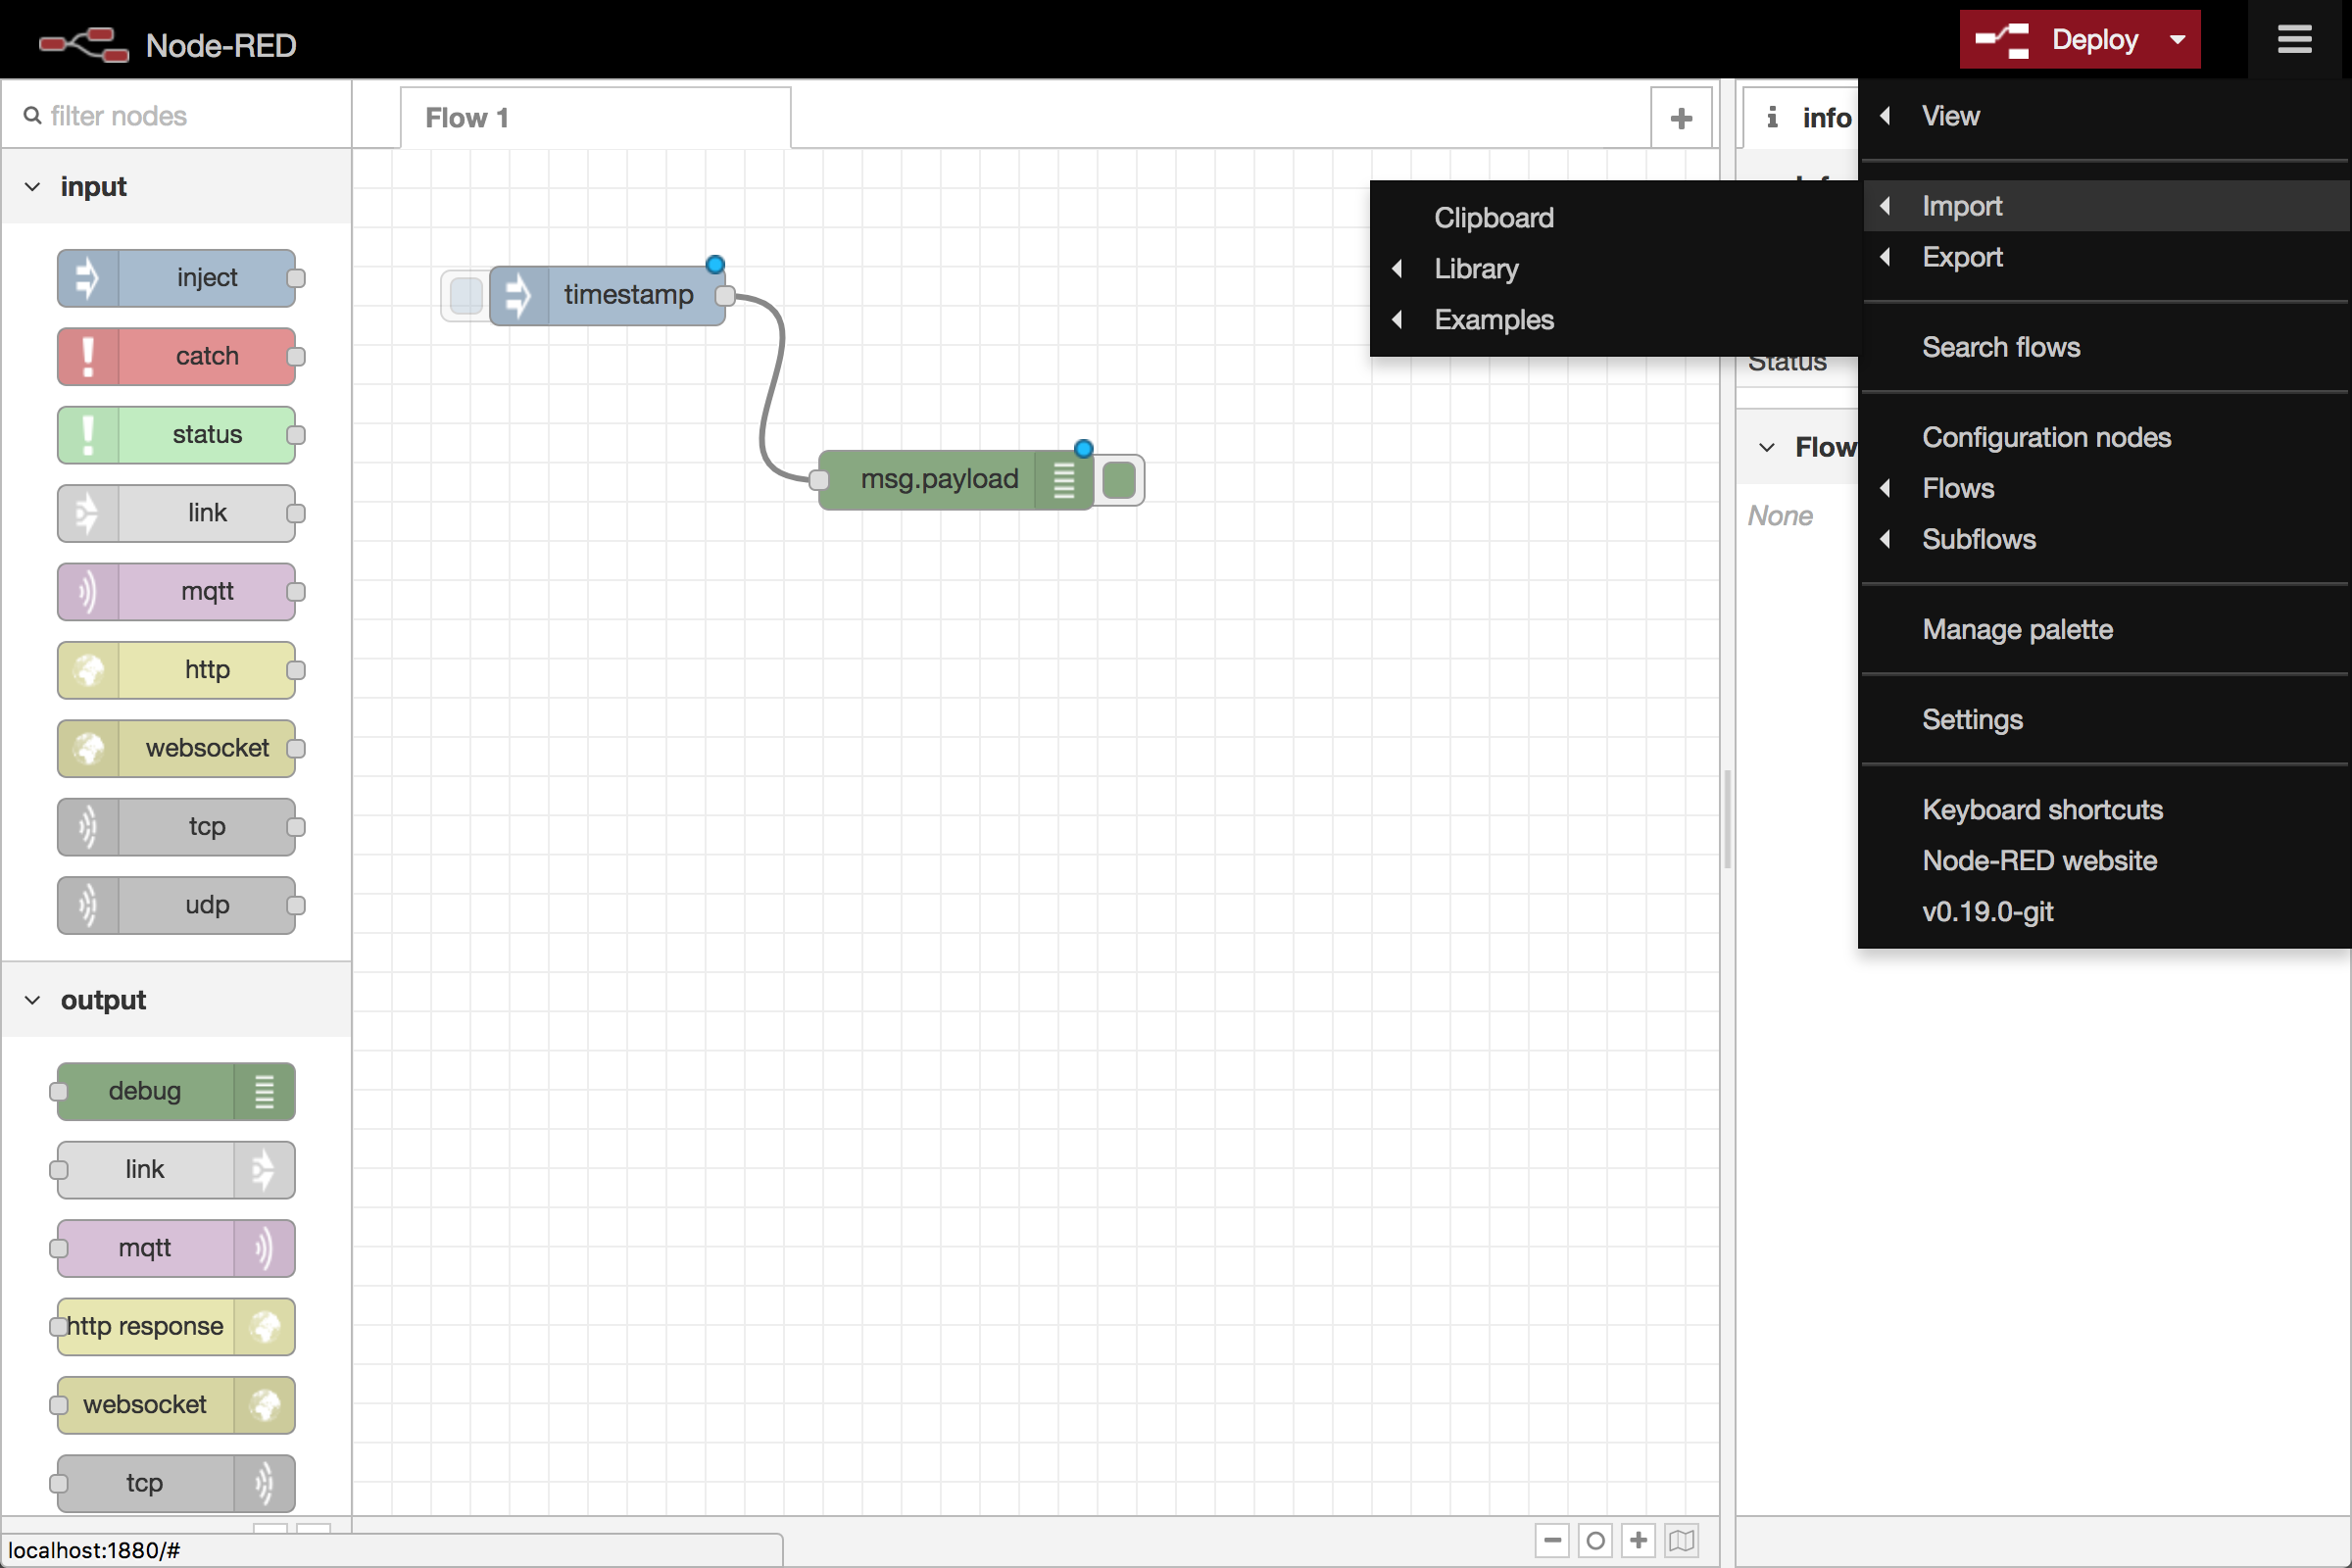 Node-RED
Deploy
filter nodes
Flow 1
info
View
input
Import
Clipboard
Export
Library
inject
timestamp
Examples
Search flows
catch
Status
status
Configuration nodes
Flow
msg.payload
Flows
link
None
Subflows
mqtt
Manage palette
http
Settings
websocket
Keyboard shortcuts
tcp
Node-RED website
udp
v0.19.0-git
output
debug
link
mqtt
http response
websocket
tcp
localhost:1880/#